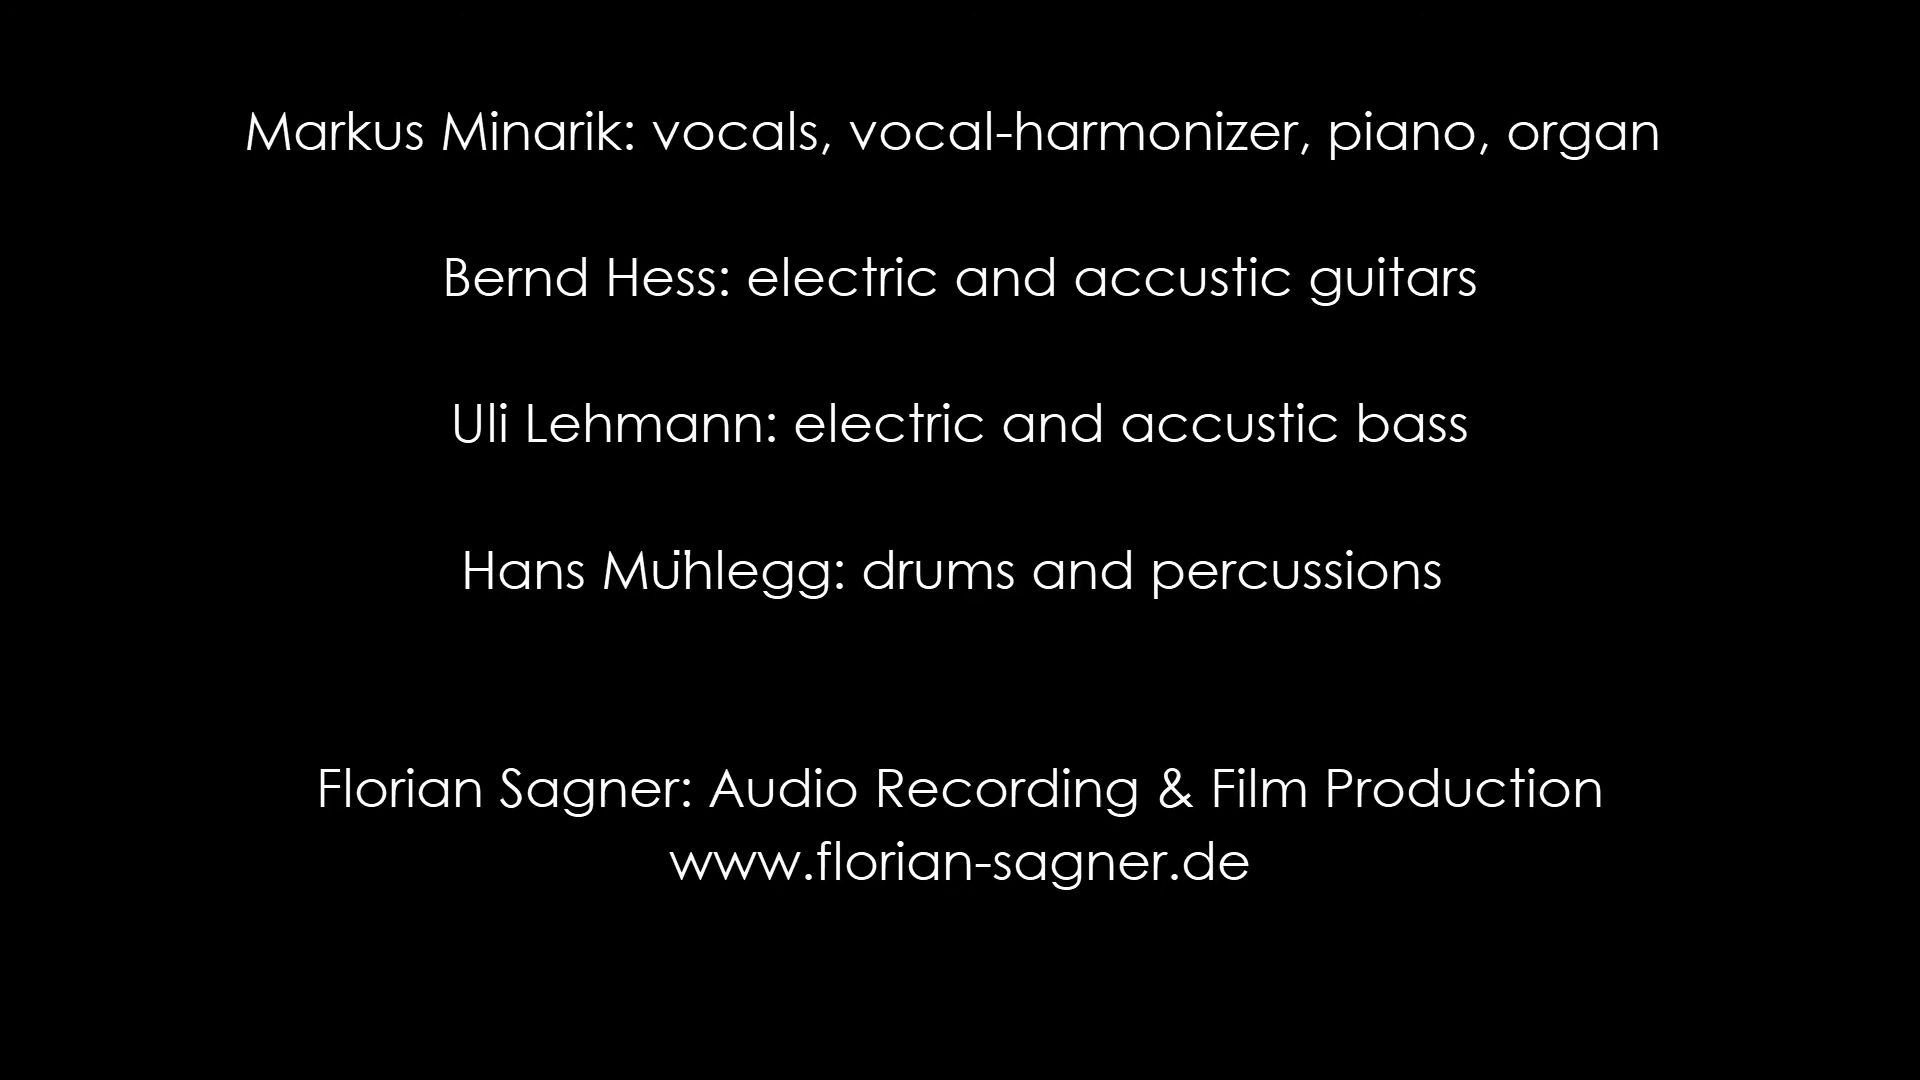 Markus Minarik: vocals, vocal-harmonizer, piano, organ
Bernd Hess: electric and accustic guitars
Uli Lehmann: electric and accustic bass
Hans Mühlegg: drums and percussions
Florian Sagner: Audio Recording & Film Production
www.florian-sagner.de